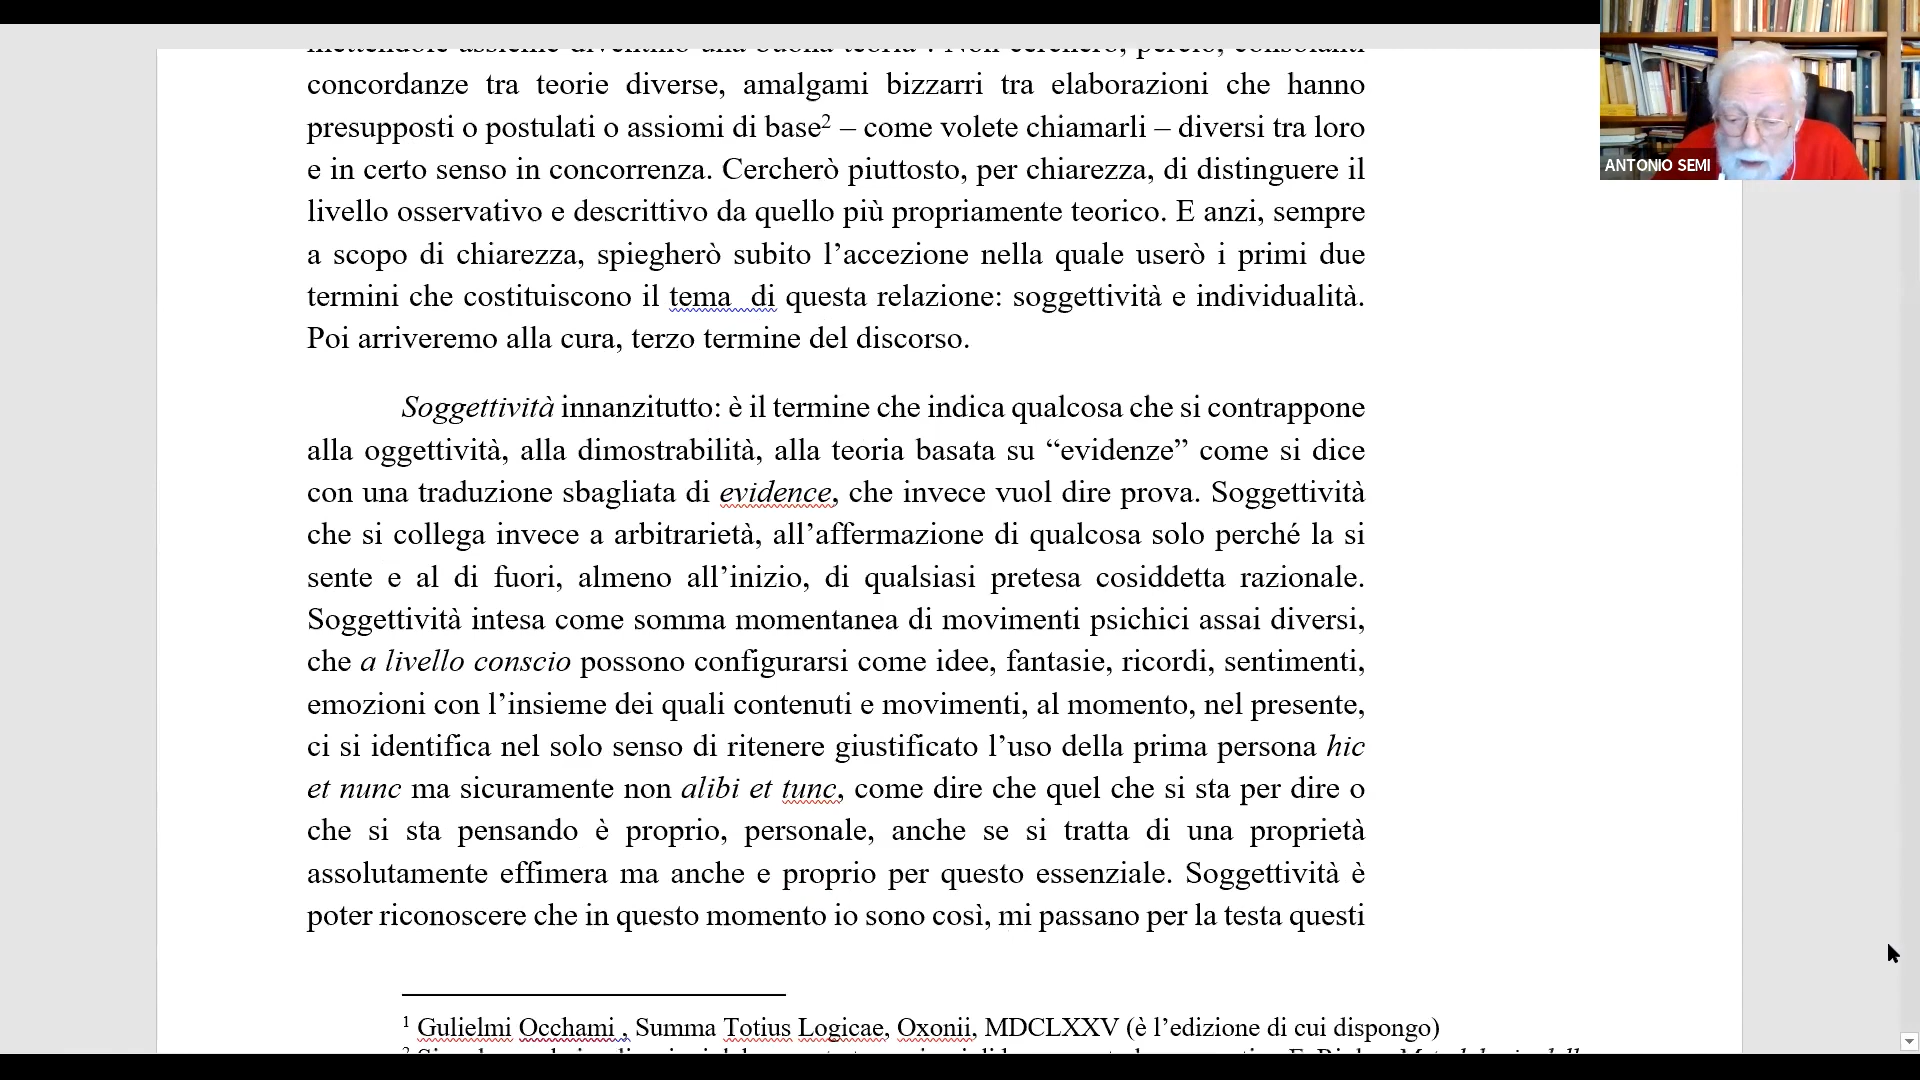 mettendole assieme diventino una buona teoria¹. Non cercherò, perciò, consolanti
concordanze tra teorie diverse, amalgami bizzarri tra elaborazioni che hanno
presupposti o postulati o assiomi di base² – come volete chiamarli – diversi tra loro
e in certo senso in concorrenza. Cercherò piuttosto, per chiarezza, di distinguere il
livello osservativo e descrittivo da quello più propriamente teorico. E anzi, sempre
a scopo di chiarezza, spiegherò subito l’accezione nella quale userò i primi due
termini che costituiscono il tema di questa relazione: soggettività e individualità.
Poi arriveremo alla cura, terzo termine del discorso.
Soggettività innanzitutto: è il termine che indica qualcosa che si contrappone
alla oggettività, alla dimostrabilità, alla teoria basata su “evidenze” come si dice
con una traduzione sbagliata di evidence, che invece vuol dire prova. Soggettività
che si collega invece a arbitrarietà, all’affermazione di qualcosa solo perché la si
sente e al di fuori, almeno all’inizio, di qualsiasi pretesa cosiddetta razionale.
Soggettività intesa come somma momentanea di movimenti psichici assai diversi,
che a livello conscio possono configurarsi come idee, fantasie, ricordi, sentimenti,
emozioni con l’insieme dei quali contenuti e movimenti, al momento, nel presente,
ci si identifica nel solo senso di ritenere giustificato l’uso della prima persona hic
et nunc ma sicuramente non alibi et tunc, come dire che quel che si sta per dire o
che si sta pensando è proprio, personale, anche se si tratta di una proprietà
assolutamente effimera ma anche e proprio per questo essenziale. Soggettività è
poter riconoscere che in questo momento io sono così, mi passano per la testa questi
¹ Gulielmi Occhami , Summa Totius Logicae, Oxonii, MDCLXXV (è l’edizione di cui dispongo)
ANTONIO SEMI